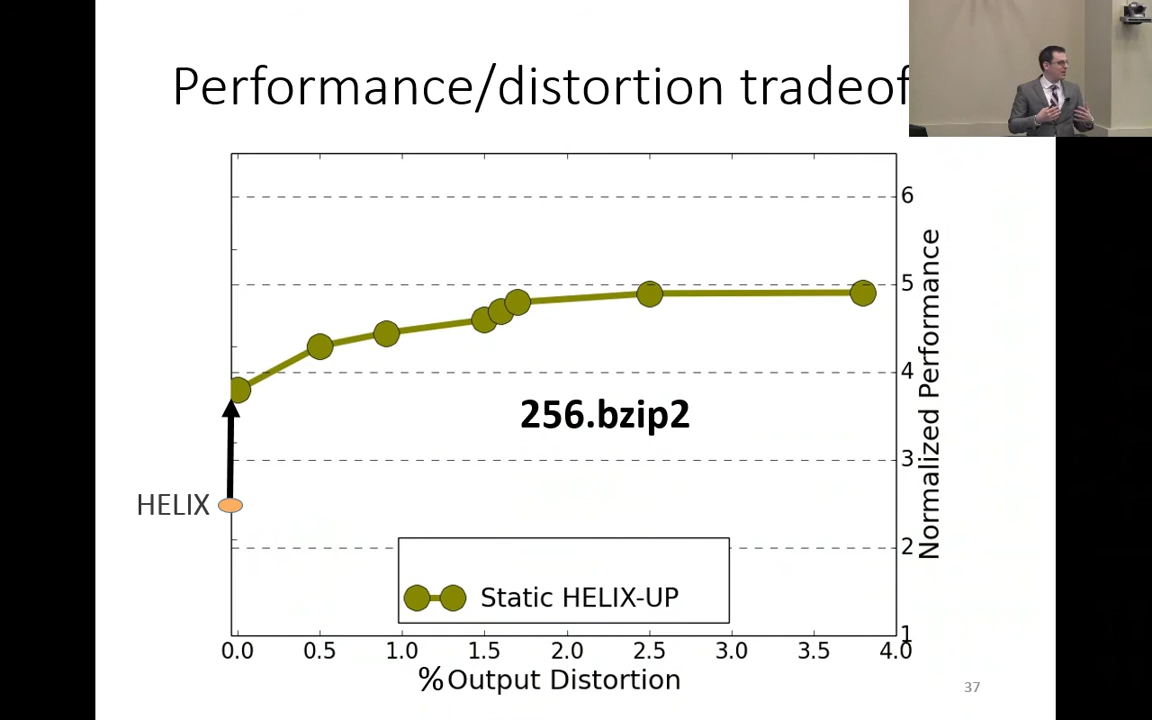 Performance/distortion tradeof
6
5
4
3
2
1
Normalized Performance
256.bzip2
HELIX
Static HELIX-UP
0.0 0.5 1.0 1.5 2.0 2.5 3.0 3.5 4.0
% Output Distortion
37